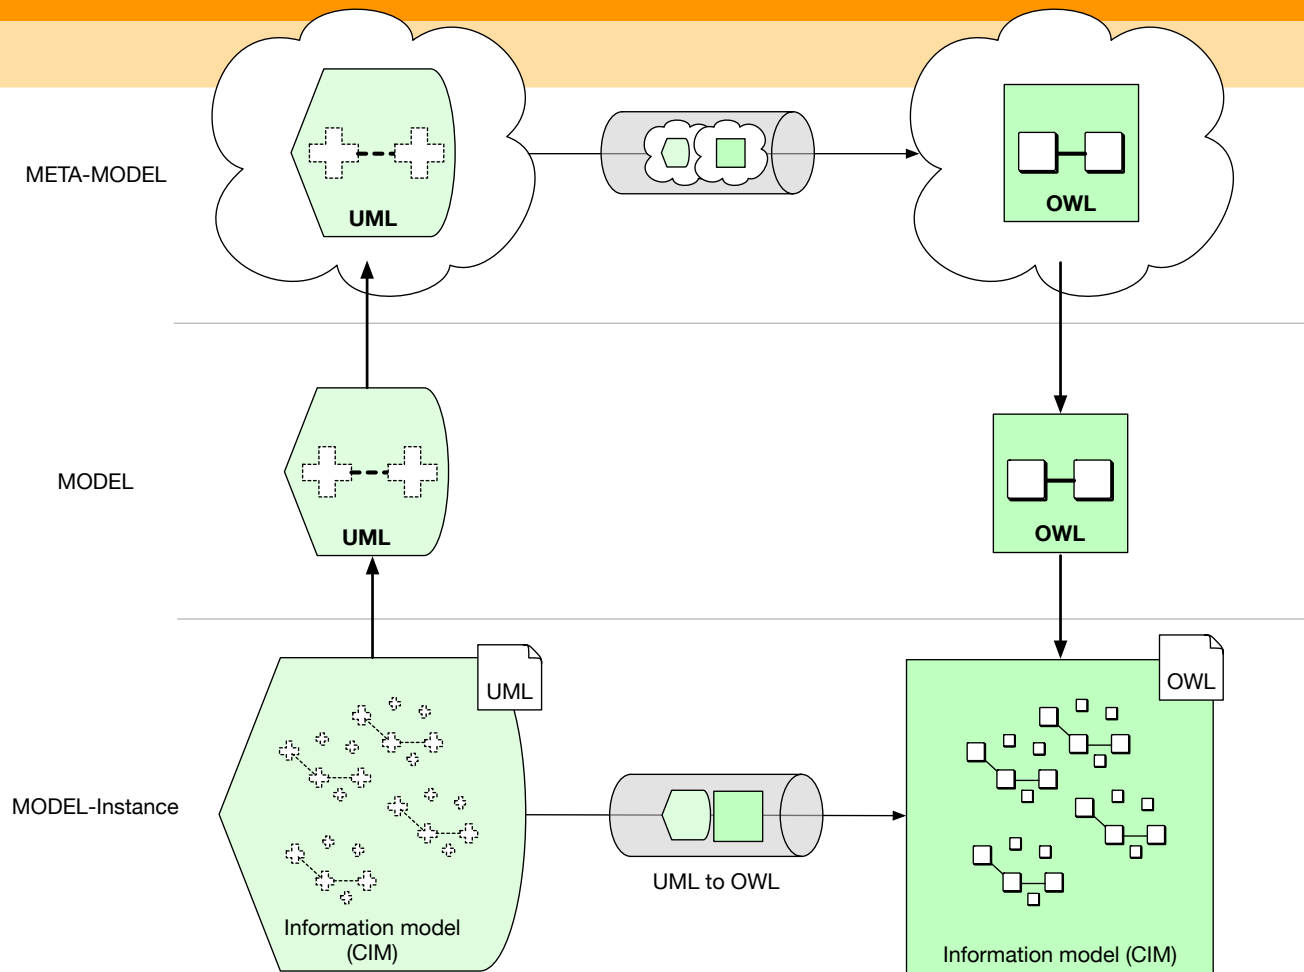 META-MODEL
UML
OWL
MODEL
UML
OWL
UML
OWL
MODEL-Instance
UML to OWL
Information model
(CIM)
Information model (CIM)